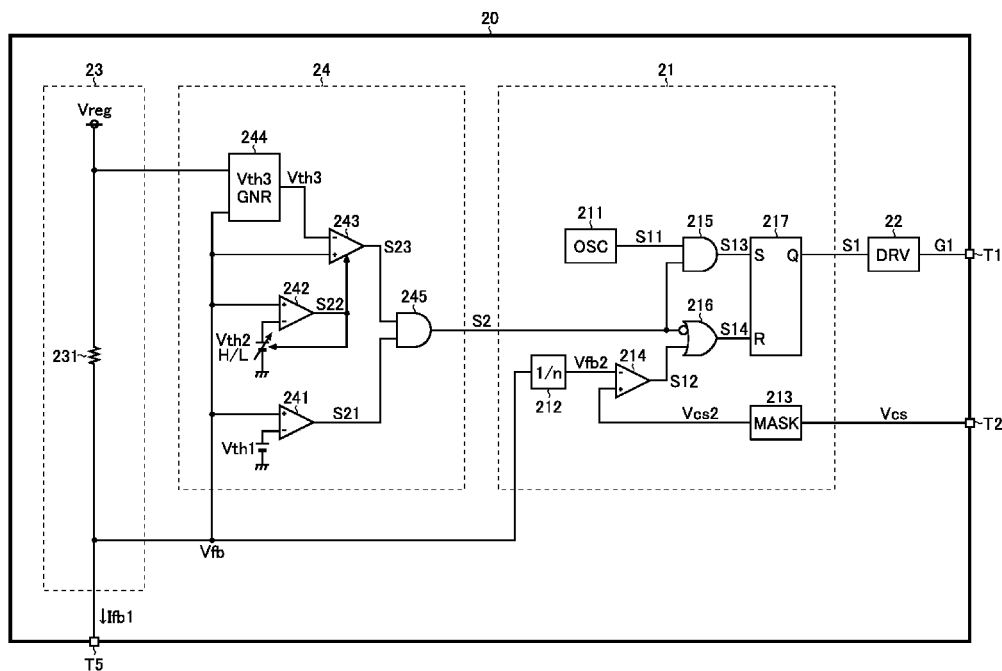 20
23
24
21
Vreg
244
Vth3
GNR
Vth3
243
S23
211
OSC
S11
215
S13
217
S
Q
S1
22
DRV
G1
T1
242
S22
Vth2
H/L
245
S2
216
S14
R
231
241
S21
Vth1
1/n
212
Vfb2
214
S12
Vcs2
213
MASK
Vcs
T2
Vfb
↓Ifb1
T5